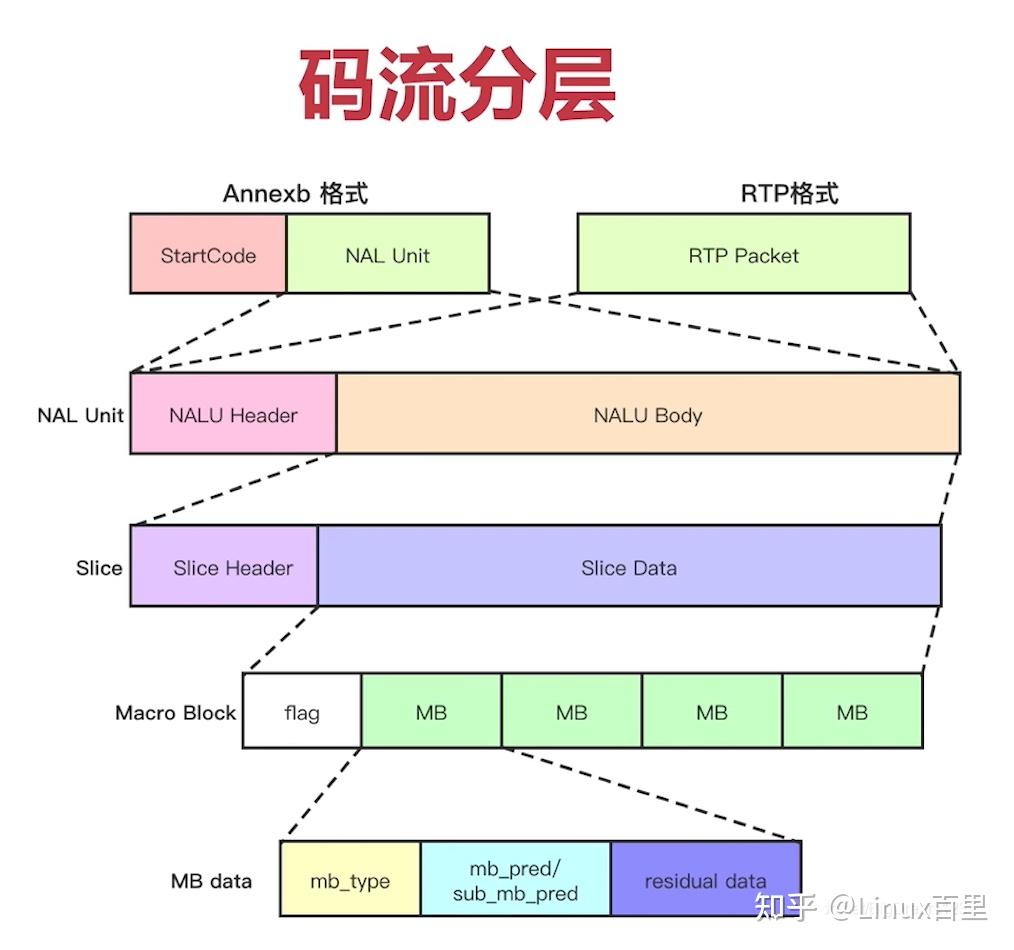 码流分层
Annexb 格式
RTP格式
StartCode
NAL Unit
RTP Packet
NAL Unit
NALU Header
NALU Body
Slice
Slice Header
Slice Data
Macro Block
flag
MB
MB
MB
MB
MB data
mb_type
mb_pred/
sub_mb_pred
residual data
知乎 @Linux百里